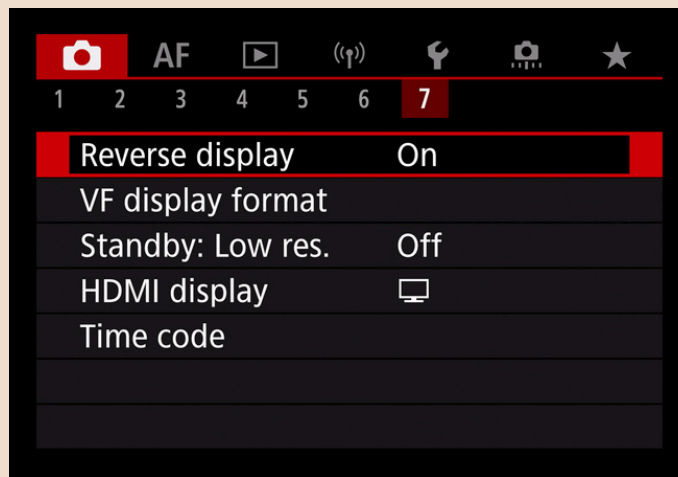 AF
1 2 3 4 5 6 7
Reverse display On
VF display format
Standby: Low res. Off
HDMI display
Time code